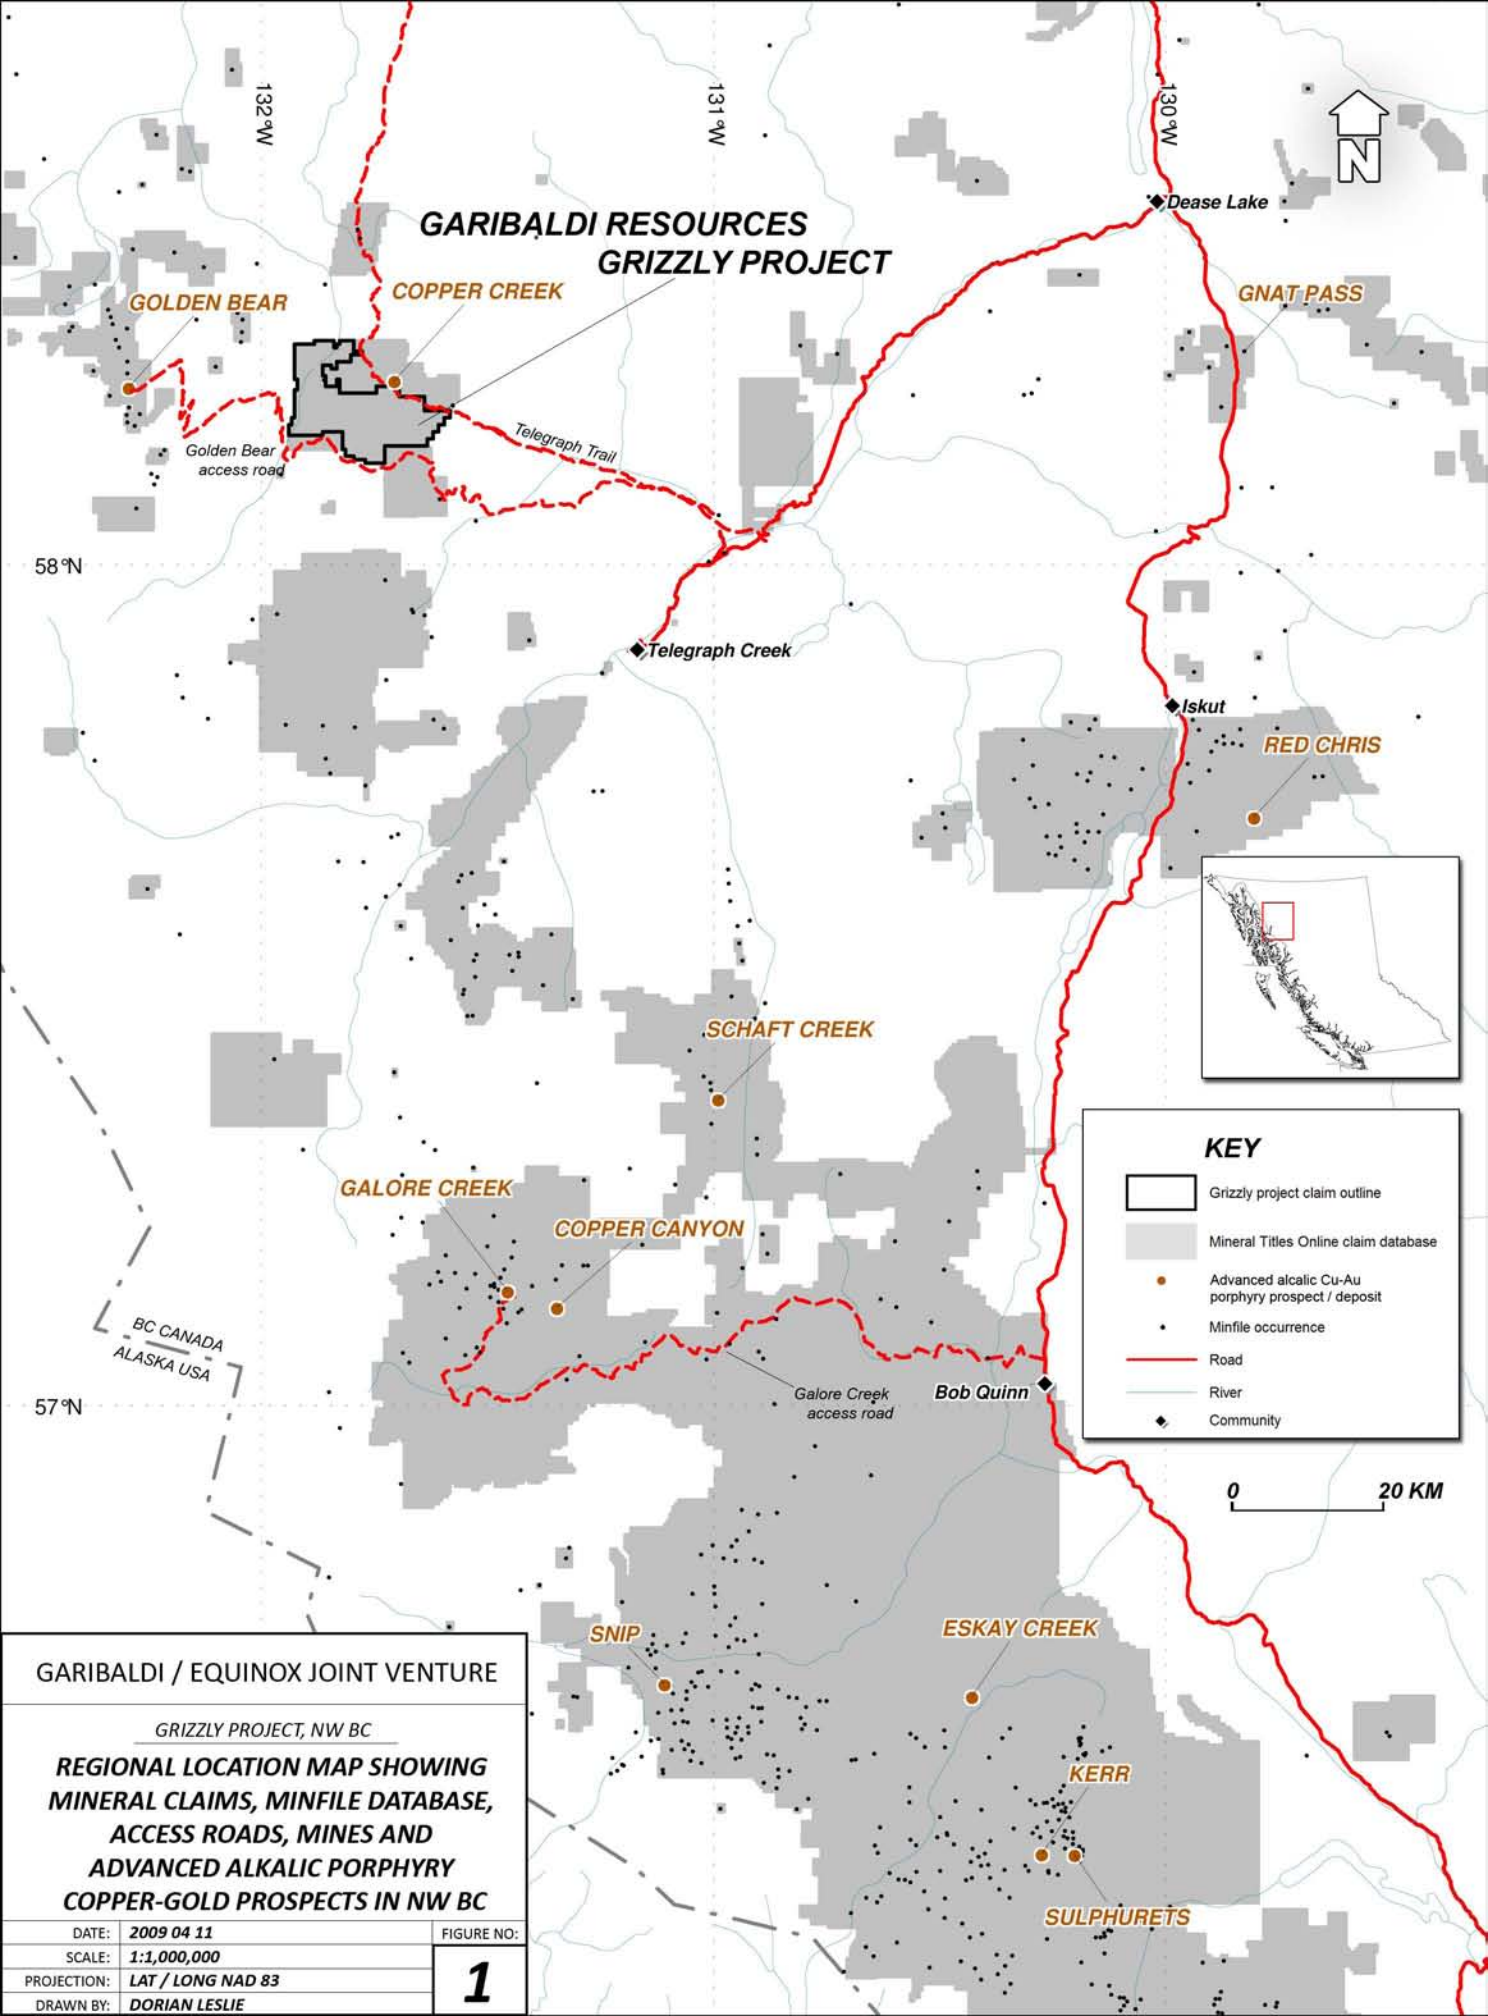 132°W
131°W
130°W
N
Dease Lake
GARIBALDI RESOURCES
GRIZZLY PROJECT
GOLDEN BEAR
COPPER CREEK
GNAT PASS
Telegraph Trail
Golden Bear
access road
58°N
Telegraph Creek
Iskut
RED CHRIS
SCHAFT CREEK
GALORE CREEK
COPPER CANYON
BC CANADA
ALASKA USA
57°N
Galore Creek
access road
Bob Quinn
KEY
Grizzly project claim outline
Mineral Titles Online claim database
Advanced alcalic Cu-Au
porphyry prospect / deposit
Minfile occurrence
Road
River
Community
0 20 KM
SNIP
ESKAY CREEK
KERR
SULPHURETS
GARIBALDI / EQUINOX JOINT VENTURE
GRIZZLY PROJECT, NW BC
REGIONAL LOCATION MAP SHOWING
MINERAL CLAIMS, MINFILE DATABASE,
ACCESS ROADS, MINES AND
ADVANCED ALKALIC PORPHYRY
COPPER-GOLD PROSPECTS IN NW BC
DATE: 2009 04 11
FIGURE NO:
SCALE: 1:1,000,000
PROJECTION: LAT / LONG NAD 83
DRAWN BY: DORIAN LESLIE
1